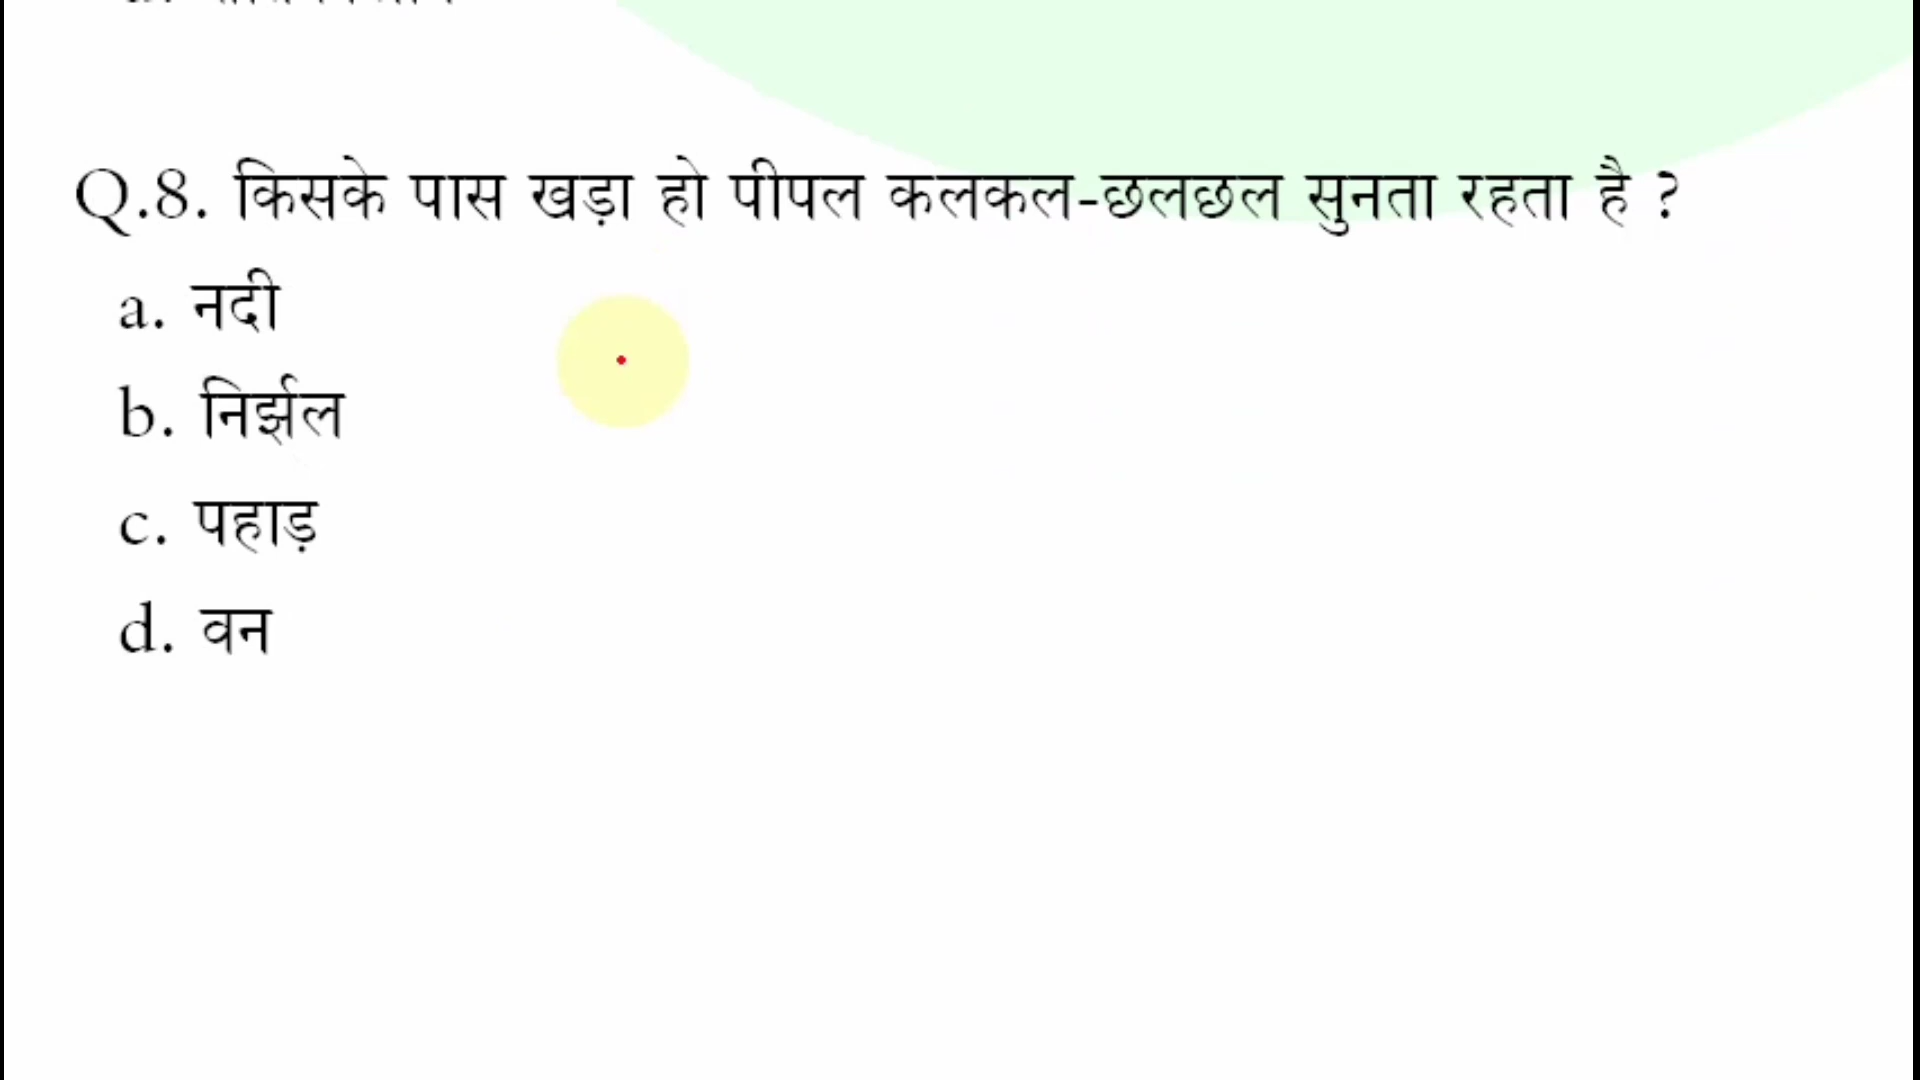 Q.8. किसके पास खड़ा हो पीपल कलकल-छलछल सुनता रहता है ?
a. नदी
b. निर्झल
c. पहाड़
d. वन